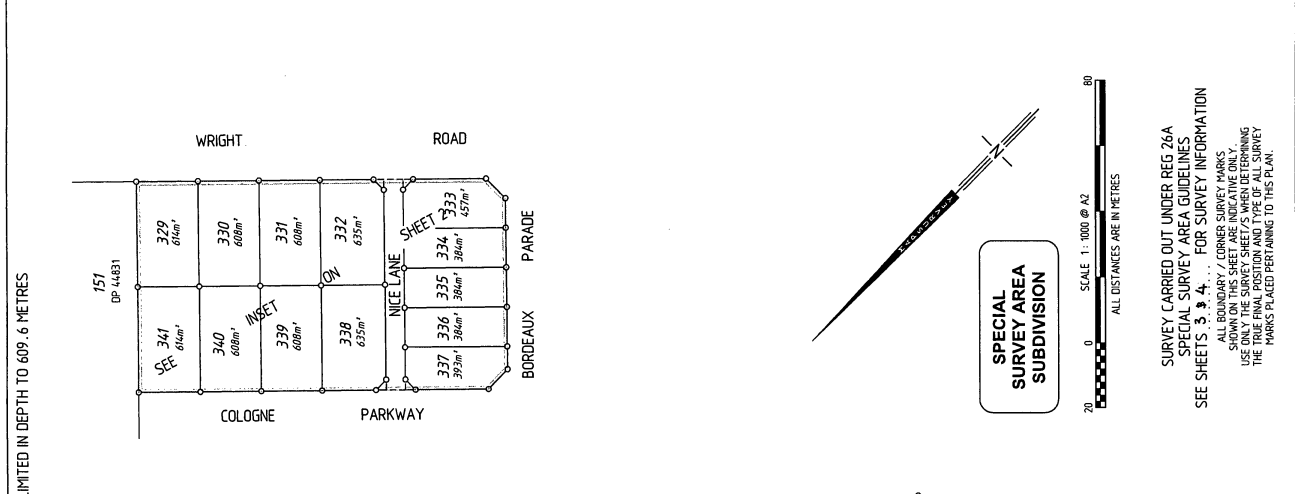 LIMITED IN DEPTH TO 609.6 METRES
WRIGHT ROAD
151
DP 44831
329
614m²
330
608m²
331
608m²
332
635m²
333
457m²
334
384m²
335
384m²
336
384m²
337
393m²
341
614m²
340
608m²
339
608m²
338
635m²
SEE INSET ON SHEET 2
NICE LANE
BORDEAUX PARADE
COLOGNE PARKWAY
N
SPECIAL
SURVEY AREA
SUBDIVISION
20 0 80
SCALE 1:1000 @ A2
ALL DISTANCES ARE IN METRES
SURVEY CARRIED OUT UNDER REG 26A
SPECIAL SURVEY AREA GUIDELINES
SEE SHEETS 3 & 4 FOR SURVEY INFORMATION
ALL BOUNDARY / CORNER SURVEY MARKS
SHOWN ON THIS SHEET ARE INDICATIVE ONLY.
USE ONLY THE SURVEY SHEET/S WHEN DETERMINING
THE TRUE FINAL POSITION AND TYPE OF ALL SURVEY
MARKS PLACED PERTAINING TO THIS PLAN.